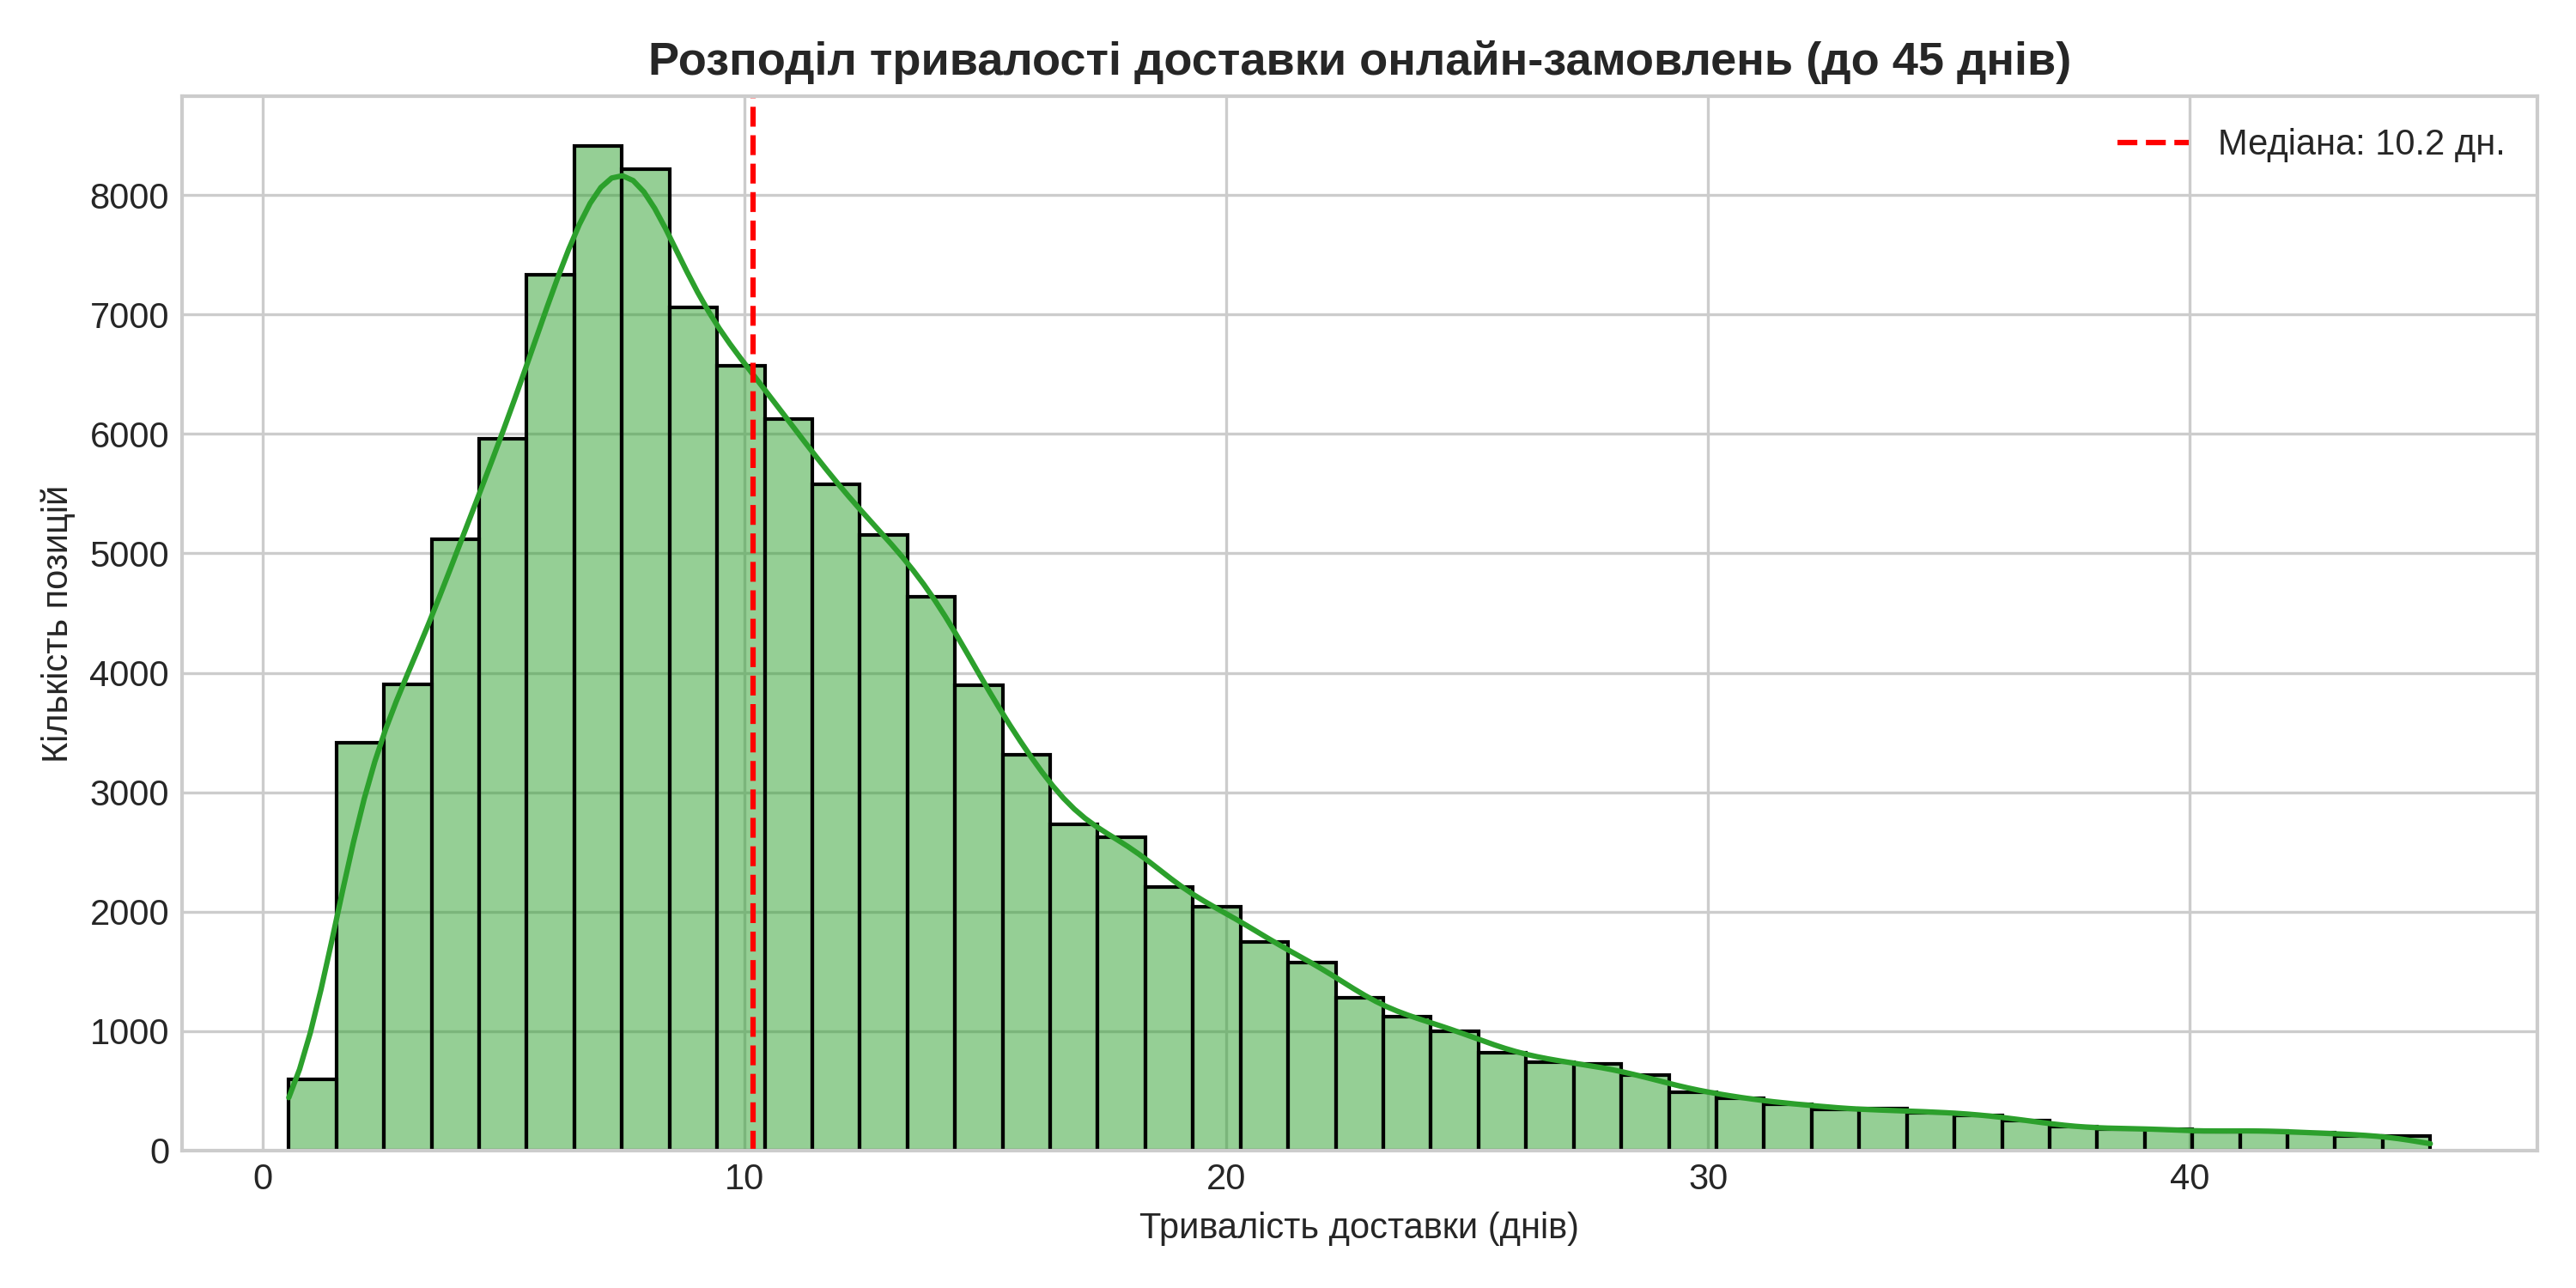 Розподіл тривалості доставки онлайн-замовлень (до 45 днів)
Медіана: 10.2 дн.
Кількість позицій
8000
7000
6000
5000
4000
3000
2000
1000
0
0 10 20 30 40
Тривалість доставки (днів)